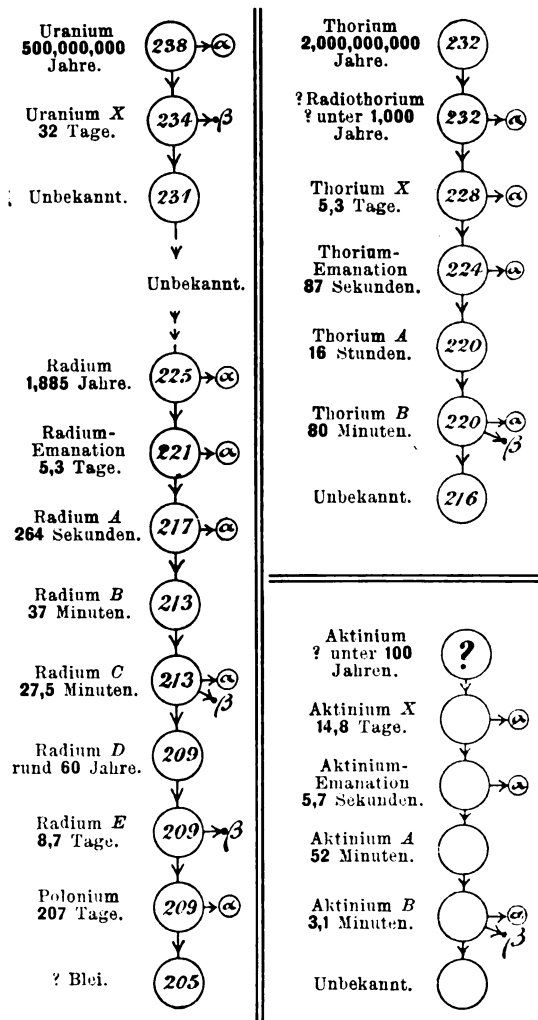 Uranium
500,000,000
Jahre.
238
α
Uranium X
32 Tage.
234
β
Unbekannt.
231
Unbekannt.
Radium
1,885 Jahre.
225
α
Radium-
Emanation
5,3 Tage.
221
α
Radium A
264 Sekunden.
217
α
Radium B
37 Minuten.
213
Radium C
27,5 Minuten.
213
α
β
Radium D
rund 60 Jahre.
209
Radium E
8,7 Tage.
209
β
Polonium
207 Tage.
209
α
? Blei.
205
Thorium
2,000,000,000
Jahre.
232
? Radiothorium
? unter 1,000
Jahre.
232
α
Thorium X
5,3 Tage.
228
α
Thorium-
Emanation
87 Sekunden.
224
α
Thorium A
16 Stunden.
220
Thorium B
80 Minuten.
220
α
β
Unbekannt.
216
Aktinium
? unter 100
Jahren.
?
Aktinium X
14,8 Tage.
α
Aktinium-
Emanation
5,7 Sekunden.
α
Aktinium A
52 Minuten.
Aktinium B
3,1 Minuten.
α
β
Unbekannt.